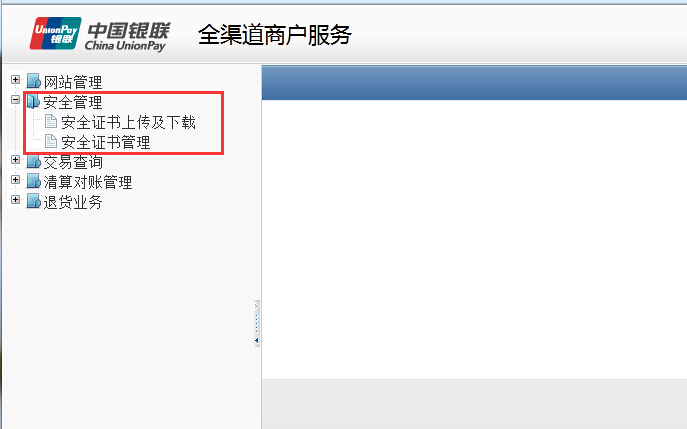 UnionPay
银联
中国银联
China UnionPay
全渠道商户服务
网站管理
安全管理
安全证书上传及下载
安全证书管理
交易查询
清算对账管理
退货业务